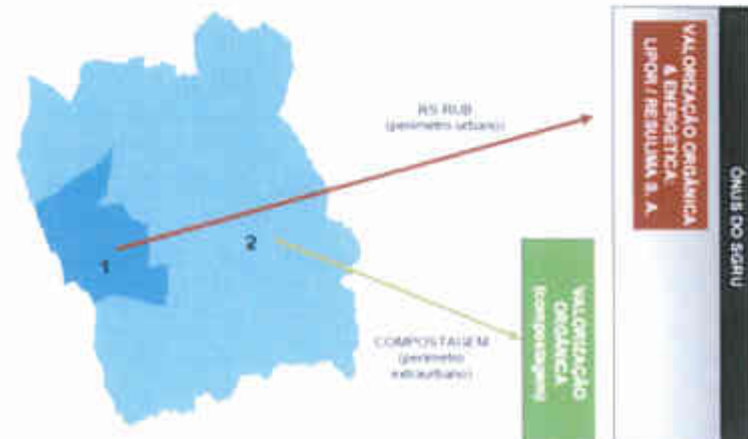 RS RUB
(perímetro urbano)
1
2
COMPOSTAGEM
(perímetro
extraurbano)
VALORIZAÇÃO ORGÂNICA
& ENERGÉTICA
LIPOR / RESULIMA S. A.
VALORIZAÇÃO
ORGÂNICA
(compostagem)
ÓNUS DO SGRU